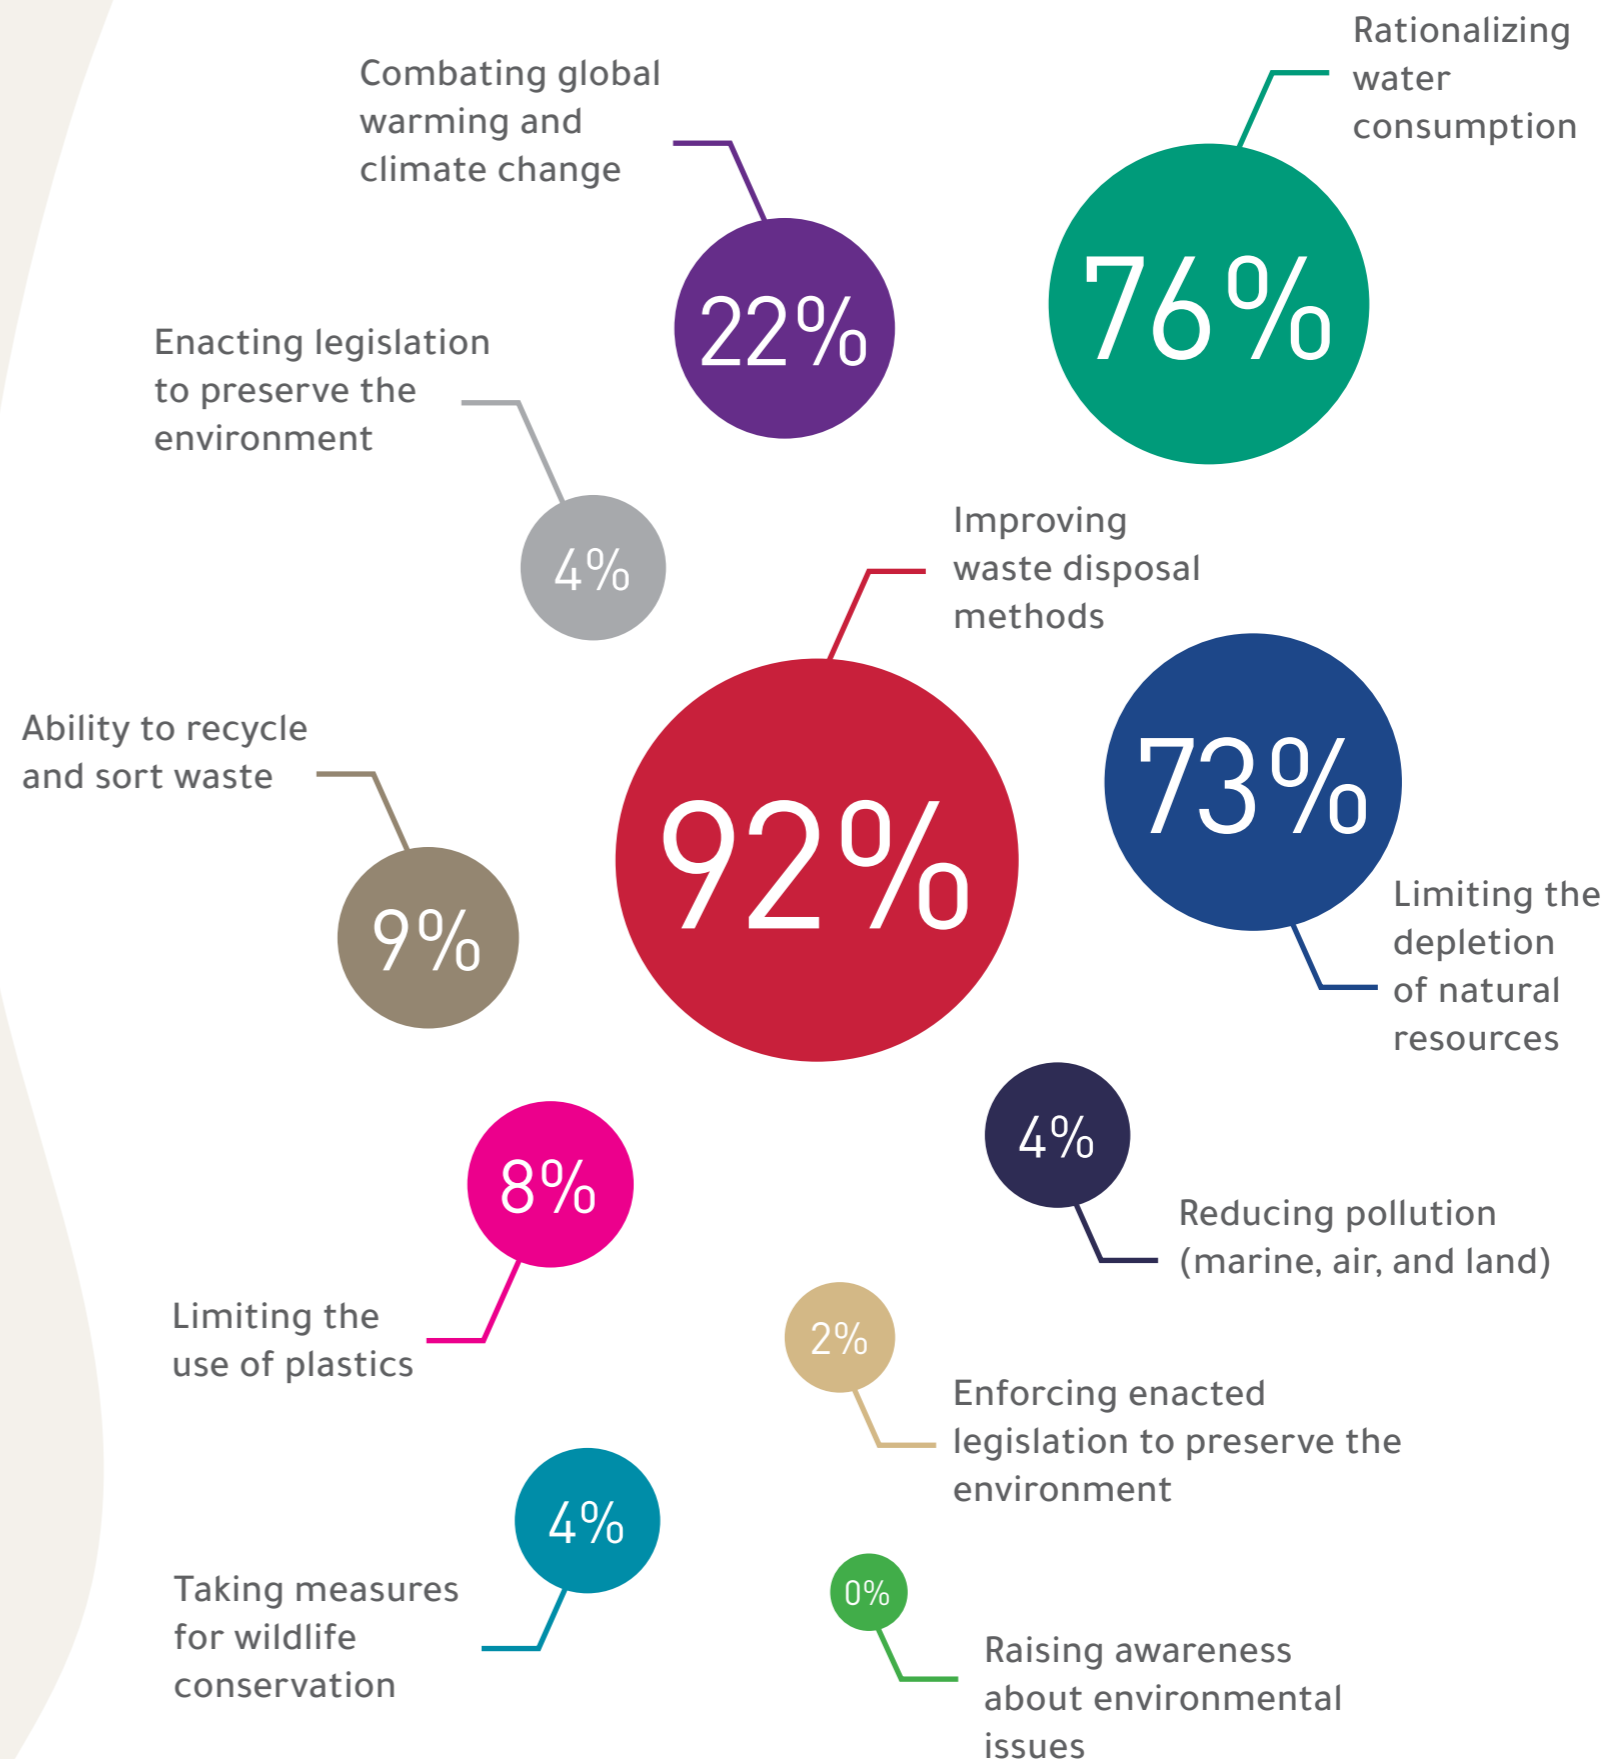 Rationalizing
water
consumption
76%
Combating global
warming and
climate change
22%
Enacting legislation
to preserve the
environment
4%
Improving
waste disposal
methods
92%
73%
Limiting the
depletion
of natural
resources
Ability to recycle
and sort waste
9%
4%
Reducing pollution
(marine, air, and land)
8%
Limiting the
use of plastics
2%
Enforcing enacted
legislation to preserve the
environment
4%
Taking measures
for wildlife
conservation
0%
Raising awareness
about environmental
issues